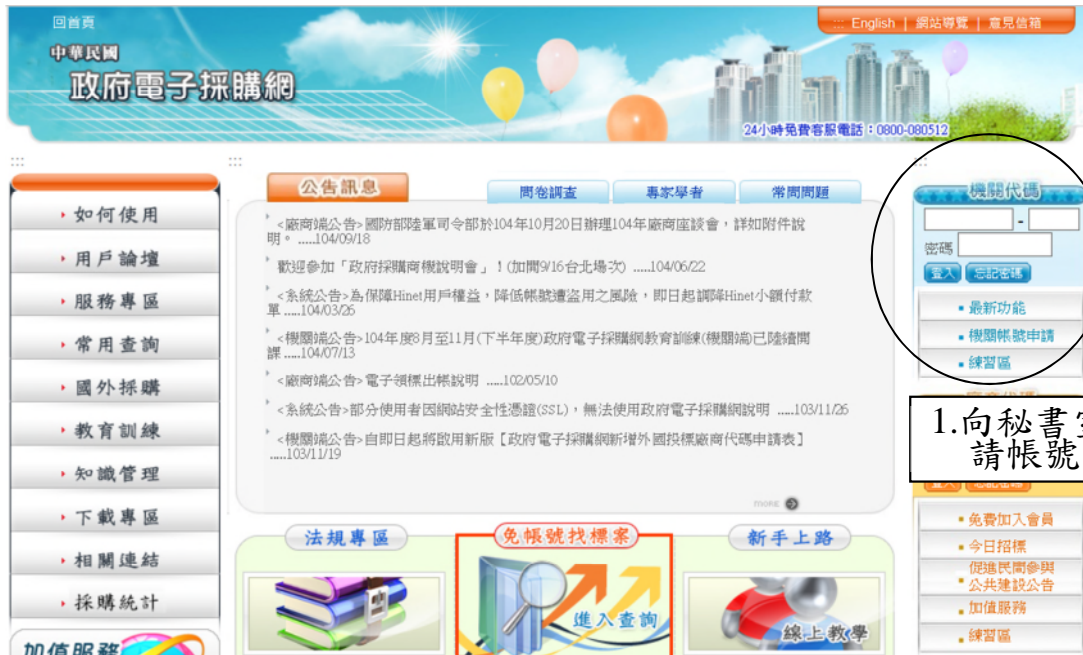 回首頁
::: English | 網站導覽 | 意見信箱
中華民國
政府電子採購網
24小時免費客服電話：0800-080512
如何使用
用戶論壇
服務專區
常用查詢
國外採購
教育訓練
知識管理
下載專區
相關連結
採購統計
加值服務
公告訊息
問卷調查
專家學者
常問問題
<廠商端公告>國防部陸軍司令部於104年10月20日辦理104年廠商座談會，詳如附件說
明。.....104/09/18
歡迎參加「政府採購商機說明會」！(加開9/16台北場次) .....104/06/22
<系統公告>為保障Hinet用戶權益，降低帳號遭盜用之風險，即日起調降Hinet小額付款
單.....104/03/26
<機關端公告>104年度8月至11月(下半年度)政府電子採購網教育訓練(機關端)已陸續開
課.....104/07/13
<廠商端公告>電子領標出帳說明 .....102/05/10
<系統公告>部分使用者因網站安全性憑證(SSL)，無法使用政府電子採購網說明 .....103/11/26
<機關端公告>自即日起將啟用新版【政府電子採購網新增外國投標廠商代碼申請表】
.....103/11/19
more
法規專區
免帳號找標案
進入查詢
新手上路
線上教學
機關代碼
-
密碼
登入 忘記密碼
最新功能
機關帳號申請
練習區
1.向秘書
請帳號
登入 忘記密碼
免費加入會員
今日招標
促進民間參與
公共建設公告
加值服務
練習區